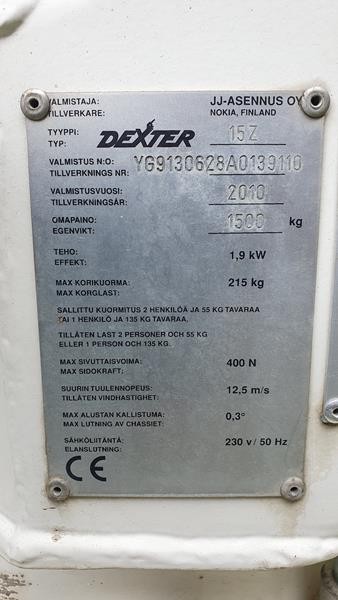 VALMISTAJA: JJ-ASENNUS OY
TILLVERKARE: NOKIA, FINLAND
TYYPPI: DEXTER 15Z
TYP:
VALMISTUS N:O: YG9130628A0139110
TILLVERKNINGS NR:
VALMISTUSVUOSI: 2010
TILLVERKNINGSÅR:
OMAPAINO: 1500 kg
EGENVIKT:
TEHO: 1,9 kW
EFFEKT:
MAX KORIKUORMA: 215 kg
MAX KORGLAST:
SALLITTU KUORMITUS 2 HENKILÖÄ JA 55 KG TAVARAA
TAI 1 HENKILÖ JA 135 KG TAVARAA.
TILLÅTEN LAST 2 PERSONER OCH 55 KG
ELLER 1 PERSON OCH 135 KG.
MAX SIVUTTAISVOIMA: 400 N
MAX SIDOKRAFT:
SUURIN TUULENNOPEUS: 12,5 m/s
TILLÅTEN VINDHASTIGHET:
MAX ALUSTAN KALLISTUMA: 0,3°
MAX LUTNING AV CHASSIET:
SÄHKÖLIITÄNTÄ: 230 v / 50 Hz
ELANSLUTNING:
CE